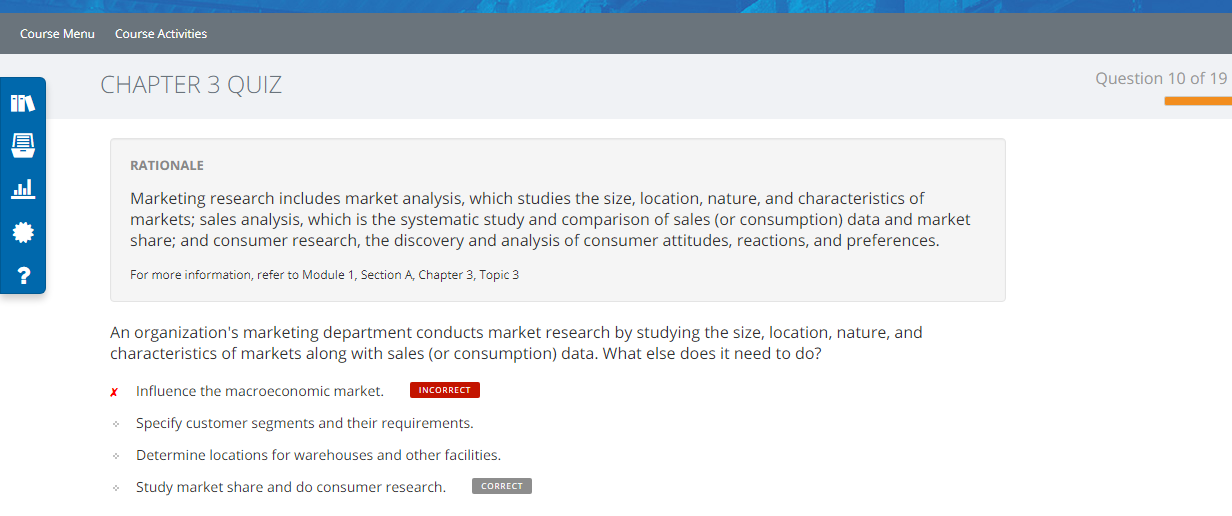 Course Menu Course Activities
CHAPTER 3 QUIZ
Question 10 of 19
RATIONALE
Marketing research includes market analysis, which studies the size, location, nature, and characteristics of
markets; sales analysis, which is the systematic study and comparison of sales (or consumption) data and market
share; and consumer research, the discovery and analysis of consumer attitudes, reactions, and preferences.
For more information, refer to Module 1, Section A, Chapter 3, Topic 3
An organization's marketing department conducts market research by studying the size, location, nature, and
characteristics of markets along with sales (or consumption) data. What else does it need to do?
✗ Influence the macroeconomic market. INCORRECT
Specify customer segments and their requirements.
Determine locations for warehouses and other facilities.
Study market share and do consumer research. CORRECT
?